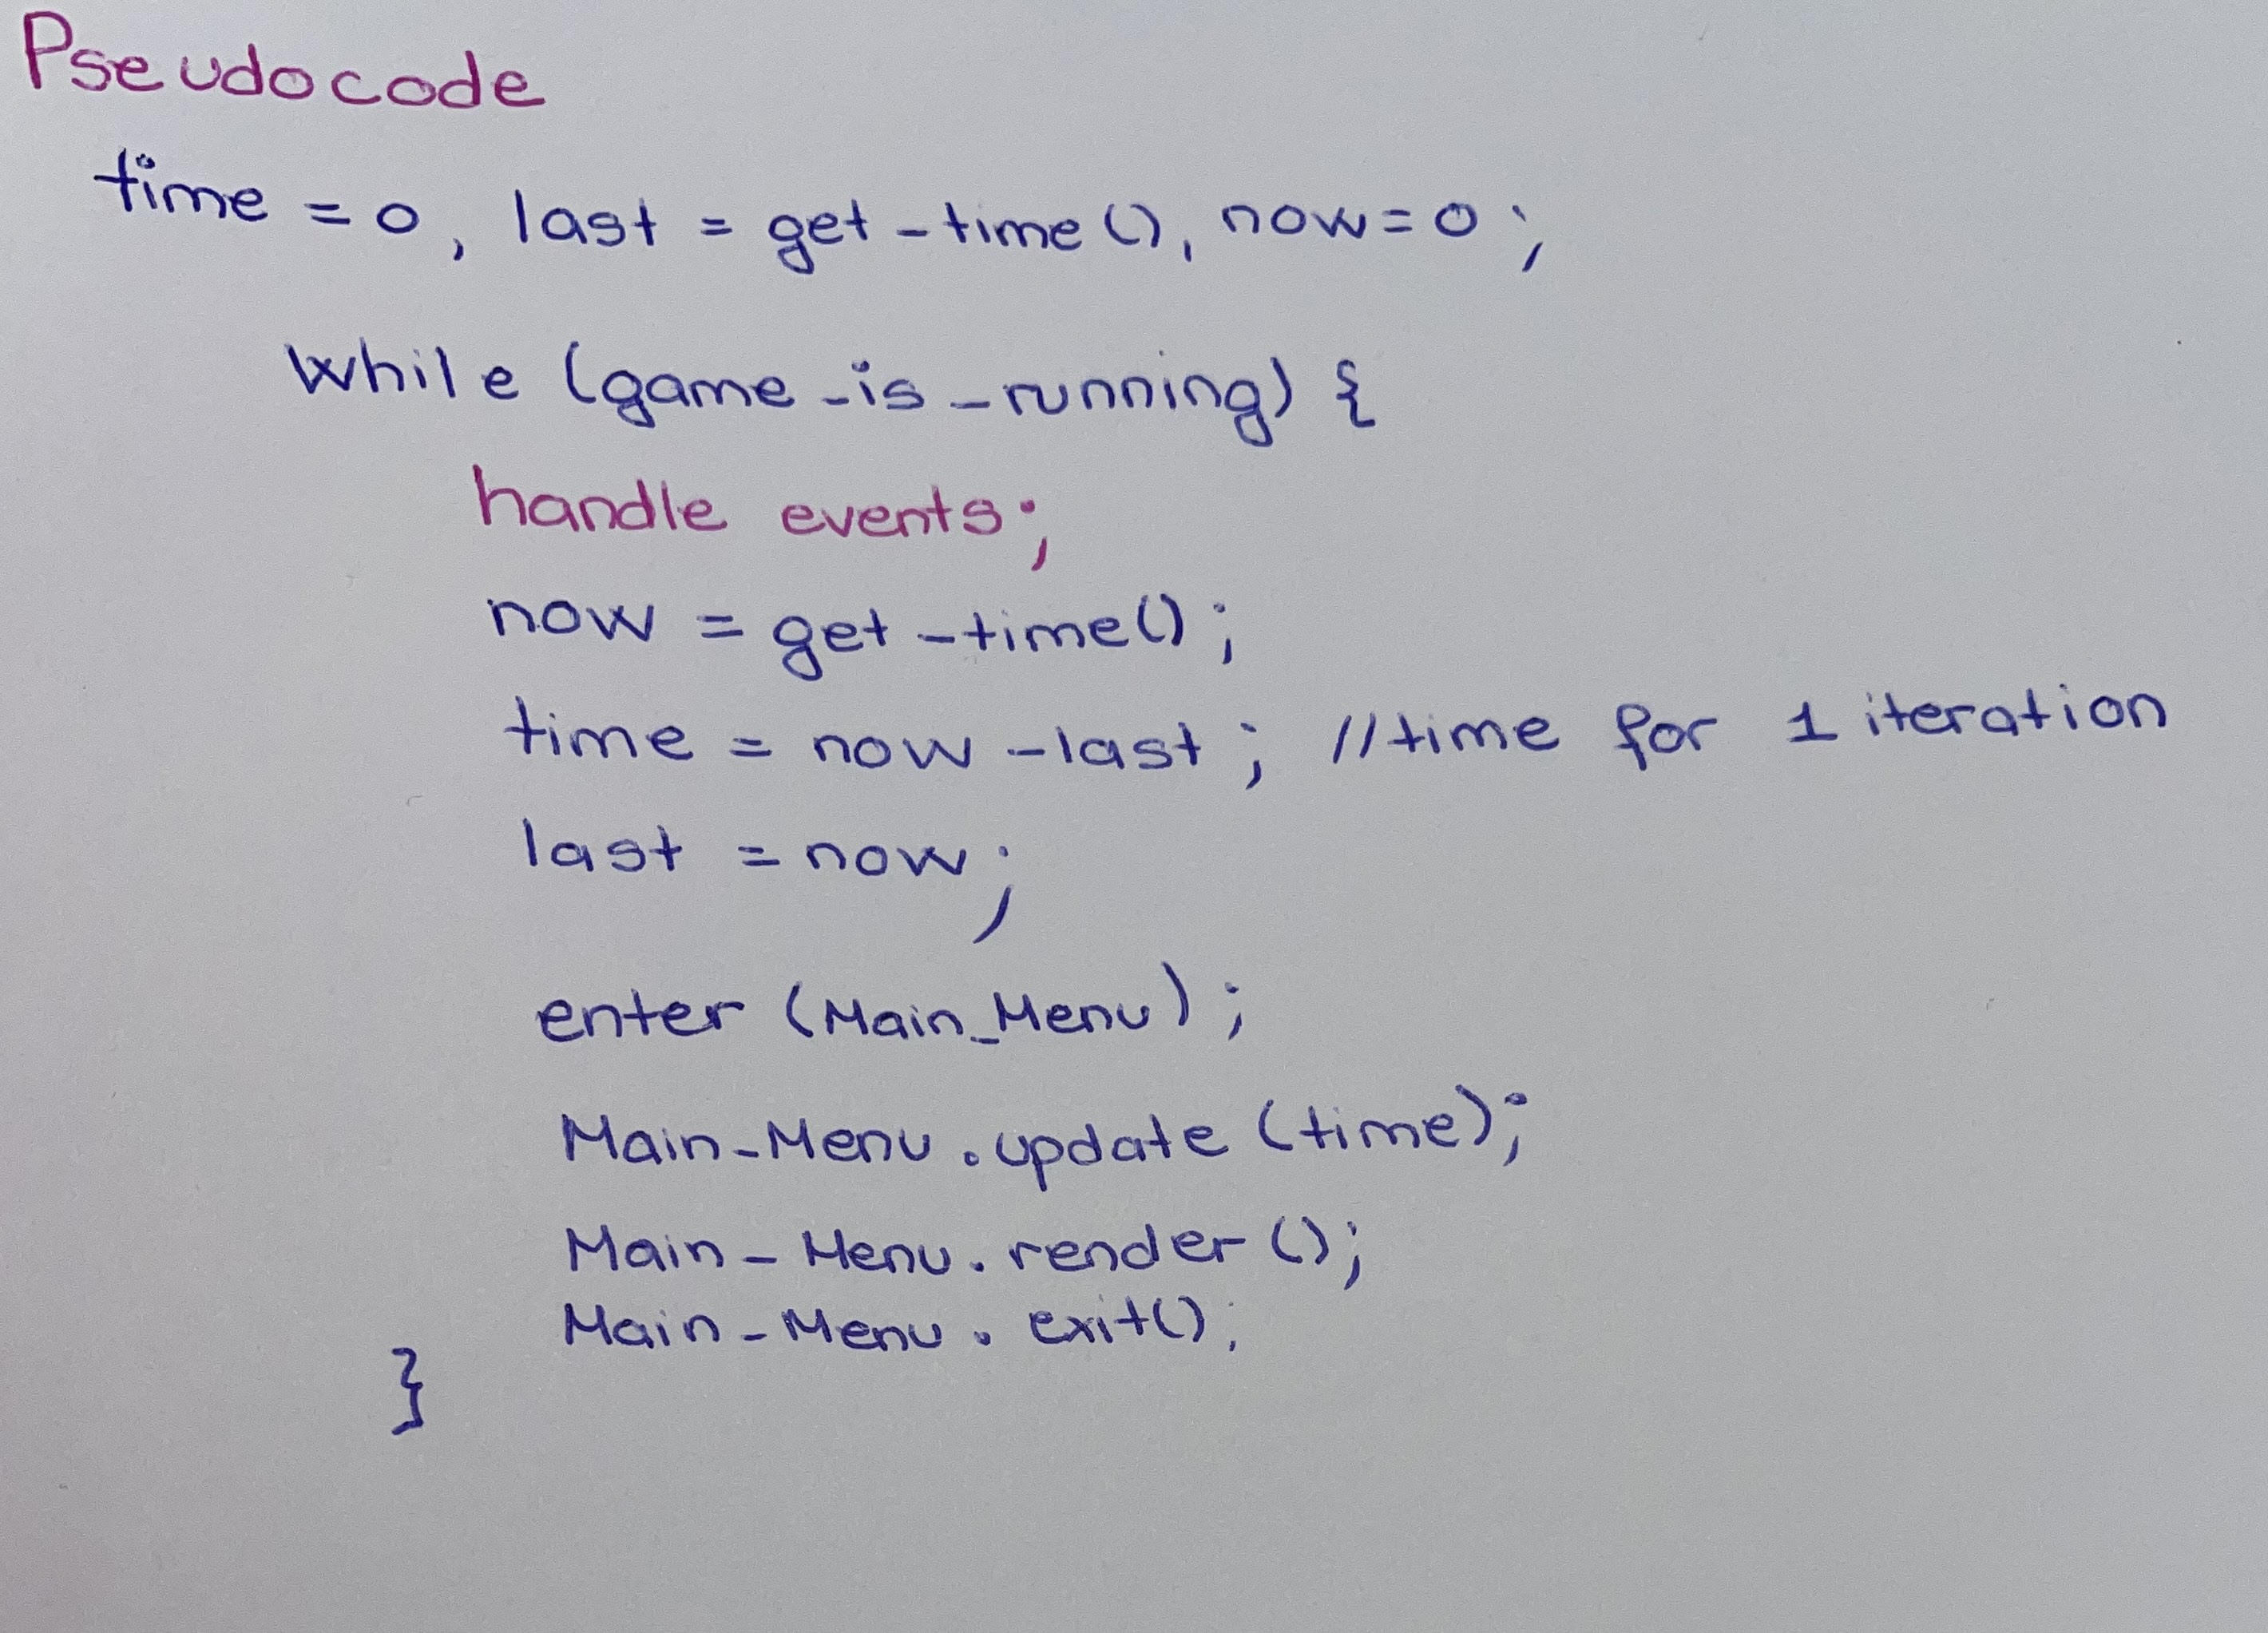 Pseudocode
time = 0, last = get-time(), now=0;
while (game-is-running) {
handle events;
now = get-time();
time = now-last; //time for 1 iteration
last = now;
enter (Main_Menu);
Main-Menu.update (time);
Main-Menu.render();
Main-Menu.exit();
}